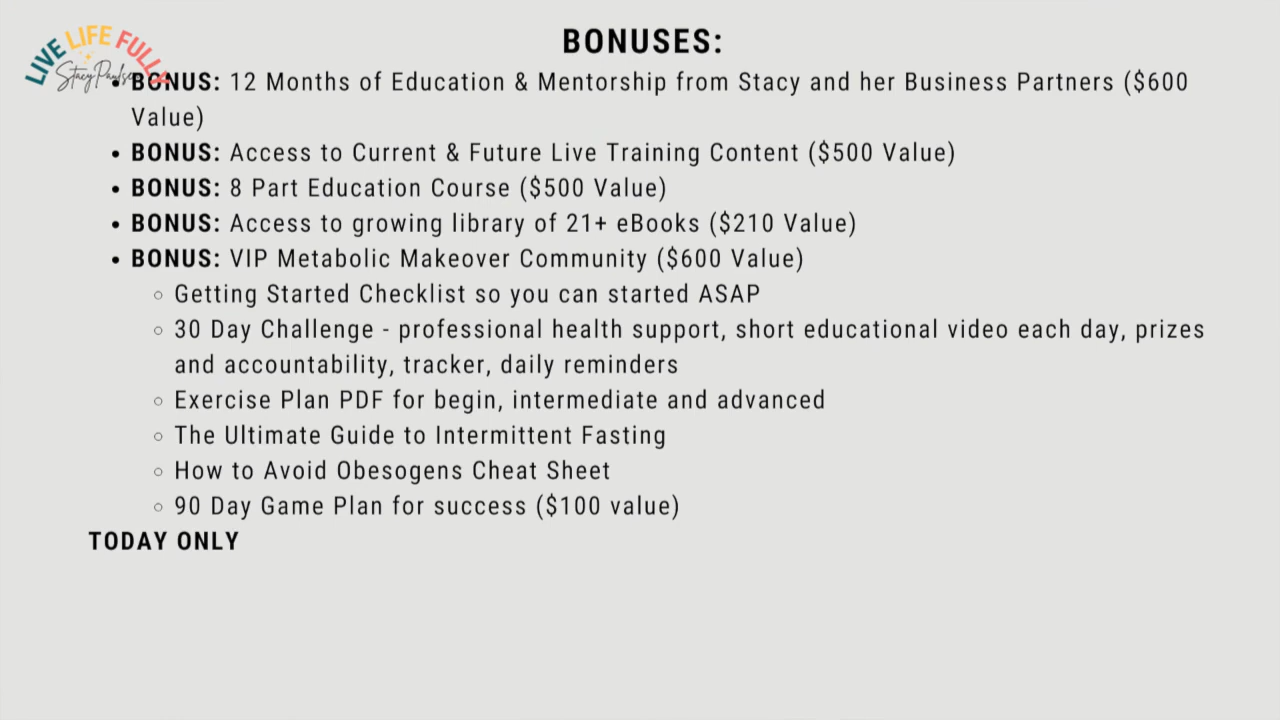 BONUSES:
LIVE LIFE FULLY
Stacy
• BONUS: 12 Months of Education & Mentorship from Stacy and her Business Partners ($600
Value)
• BONUS: Access to Current & Future Live Training Content ($500 Value)
• BONUS: 8 Part Education Course ($500 Value)
• BONUS: Access to growing library of 21+ eBooks ($210 Value)
• BONUS: VIP Metabolic Makeover Community ($600 Value)
◦ Getting Started Checklist so you can started ASAP
◦ 30 Day Challenge - professional health support, short educational video each day, prizes
and accountability, tracker, daily reminders
◦ Exercise Plan PDF for begin, intermediate and advanced
◦ The Ultimate Guide to Intermittent Fasting
◦ How to Avoid Obesogens Cheat Sheet
◦ 90 Day Game Plan for success ($100 value)
TODAY ONLY